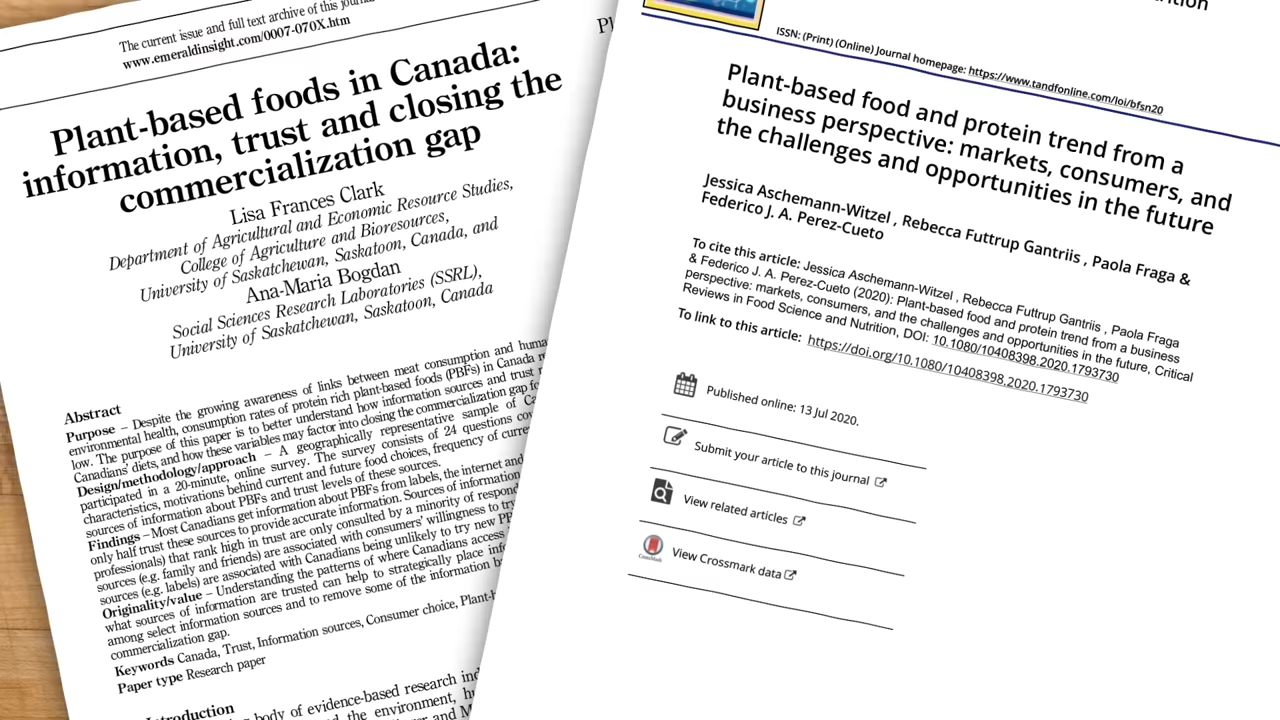 The current issue and full text archive of this
www.emeraldinsight.com/0007-070X.htm
Plant-based foods in Canada:
information, trust and closing the
commercialization gap
Lisa Frances Clark
Department of Agricultural and Economic Resource Studies,
College of Agriculture and Bioresources,
University of Saskatchewan, Saskatoon, Canada, and
Ana-Maria Bogdan
Social Sciences Research Laboratories (SSRL),
University of Saskatchewan, Saskatoon, Canada
Abstract
Purpose – Despite the growing awareness of links between meat consumption and
environmental health, consumption rates of protein rich plant-based foods (PBFs) in Canada
low. The purpose of this paper is to better understand how information sources and trust
Canadians' diets, and how these variables may factor into closing the commercialization gap
Design/methodology/approach – A geographically representative sample of
participated in a 20-minute, online survey. The survey consists of 24 questions
characteristics, motivations behind current and future food choices, frequency of
sources of information about PBFs and trust levels of these sources.
Findings – Most Canadians get information about PBFs from labels, the internet and
only half trust these sources to provide accurate information. Sources of information
professionals) that rank high in trust are only consulted by a minority of
sources (e.g. family and friends) are associated with consumers' willingness to try
sources (e.g. labels) are associated with Canadians being unlikely to try new
Originality/value – Understanding the patterns of where Canadians access
what sources of information are trusted can help to strategically place
among select information sources and to remove some of the information
commercialization gap.
Keywords Canada, Trust, Information sources, Consumer choice,
Paper type Research paper
body of evidence-based research
the environment,
ISSN: (Print) (Online) Journal homepage: https://www.tandfonline.com/loi/bfsn20
Plant-based food and protein trend from a
business perspective: markets, consumers, and
the challenges and opportunities in the future
Jessica Aschemann-Witzel , Rebecca Futtrup Gantriis , Paola Fraga &
Federico J. A. Perez-Cueto
To cite this article: Jessica Aschemann-Witzel , Rebecca Futtrup Gantriis , Paola Fraga
& Federico J. A. Perez-Cueto (2020): Plant-based food and protein trend from a business
perspective: markets, consumers, and the challenges and opportunities in the future, Critical
Reviews in Food Science and Nutrition, DOI: 10.1080/10408398.2020.1793730
To link to this article: https://doi.org/10.1080/10408398.2020.1793730
Published online: 13 Jul 2020.
Submit your article to this journal
View related articles
View Crossmark data